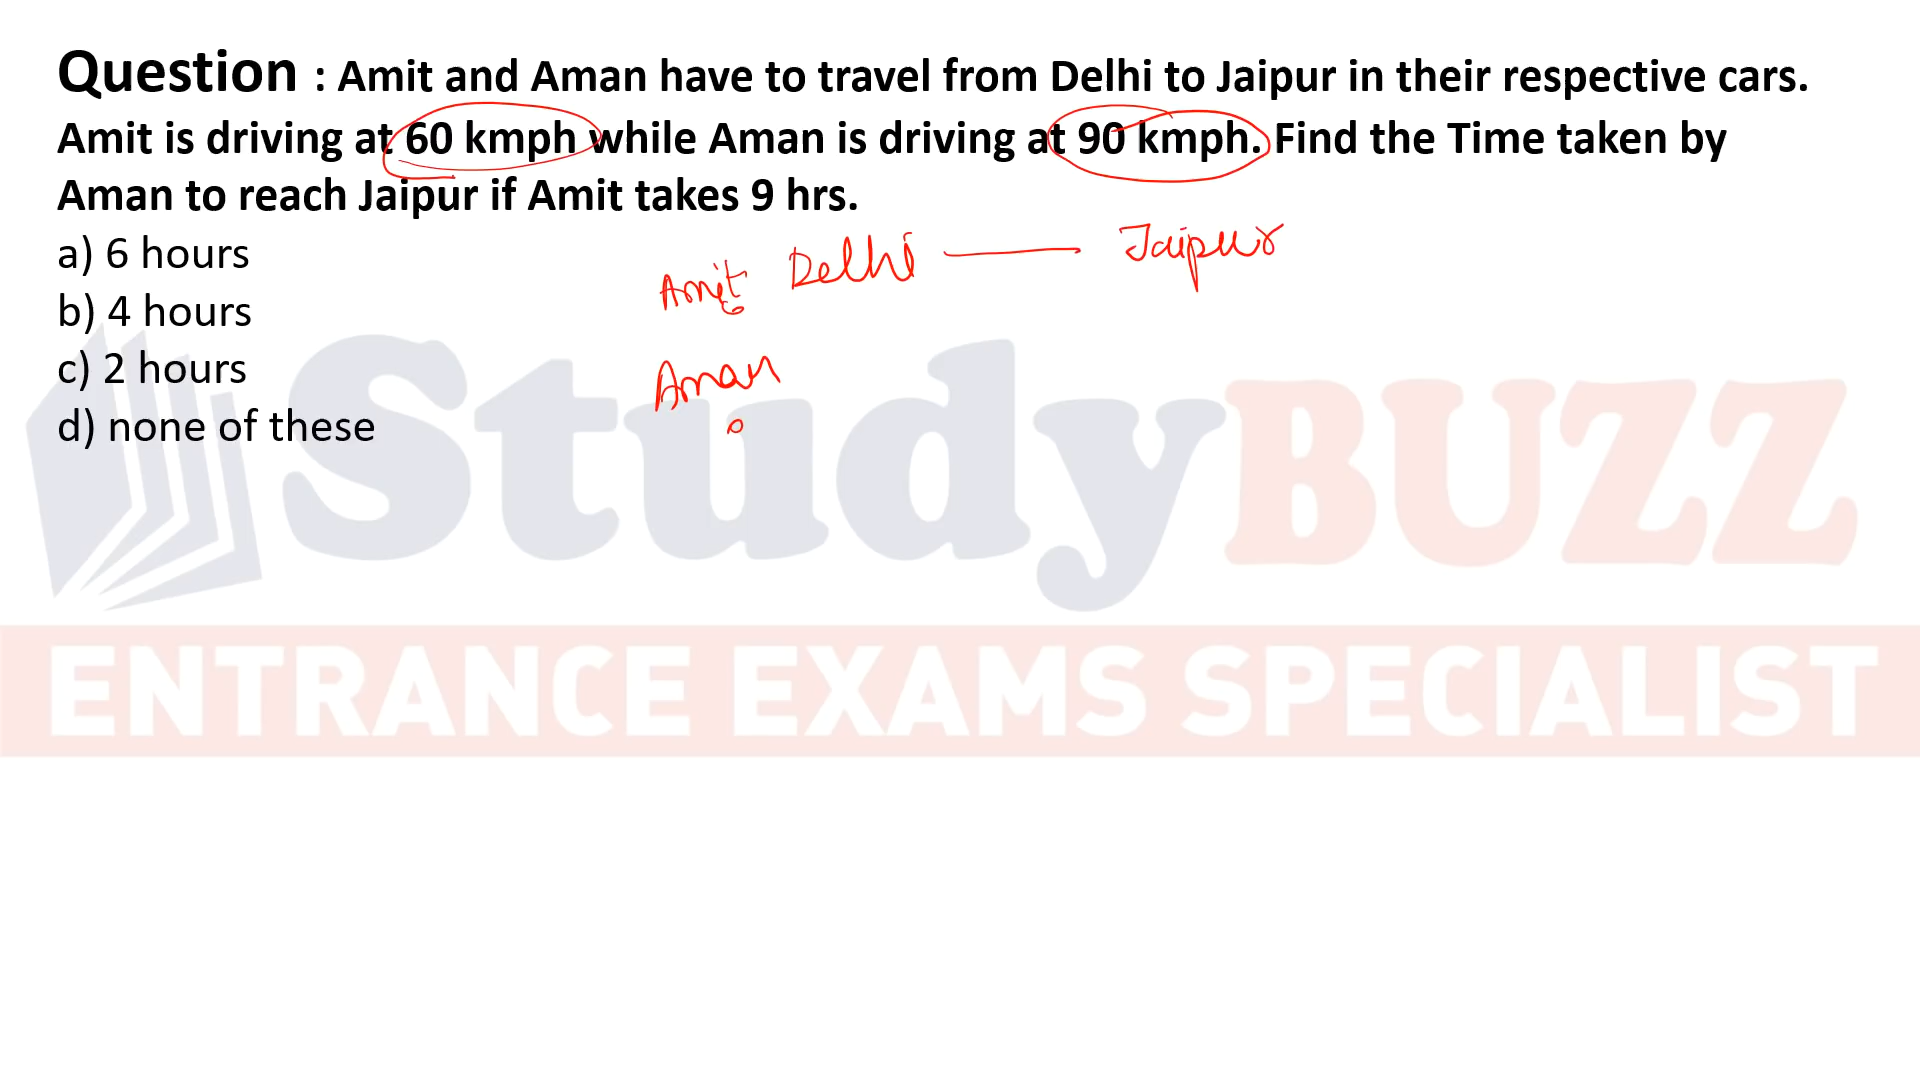 Question : Amit and Aman have to travel from Delhi to Jaipur in their respective cars.
Amit is driving at 60 kmph while Aman is driving at 90 kmph. Find the Time taken by
Aman to reach Jaipur if Amit takes 9 hrs.
a) 6 hours
b) 4 hours
c) 2 hours
d) none of these
Amit Delhi — Jaipur
Aman
StudyBUZZ
ENTRANCE EXAMS SPECIALIST